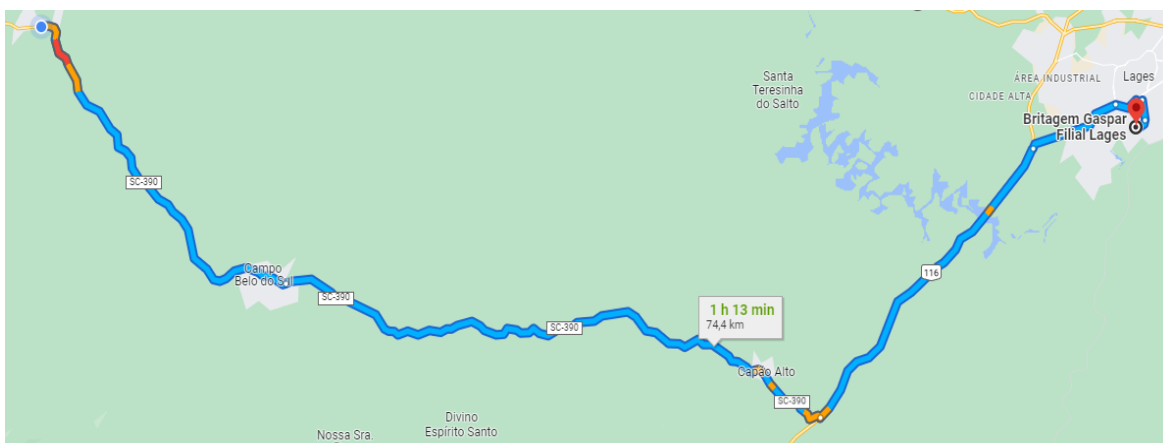 Santa
Teresinha
do Salto
ÁREA INDUSTRIAL
Lages
CIDADE ALTA
Britagem Gaspar
Filial Lages
SC-390
116
Campo
Belo do Sul
SC-390
1 h 13 min
74,4 km
SC-390
Capão Alto
SC-390
Divino
Espírito Santo
Nossa Sra.